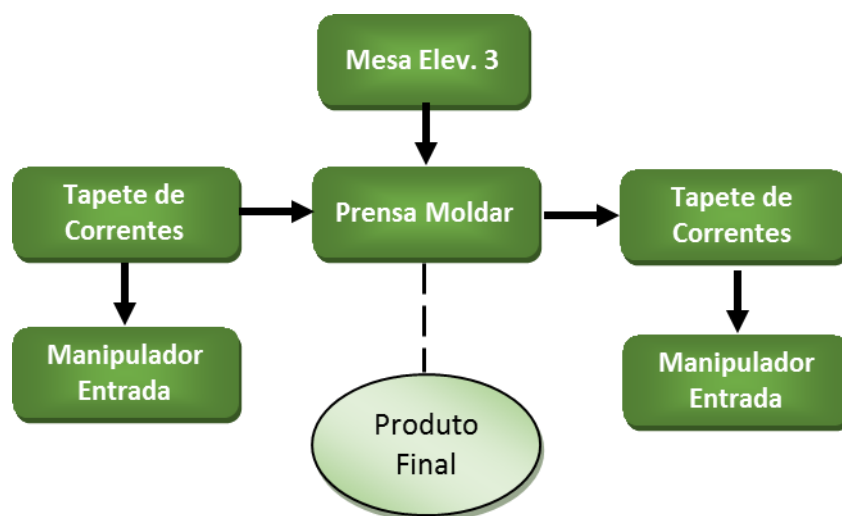 Mesa Elev. 3
Tapete de
Correntes
Prensa Moldar
Tapete de
Correntes
Manipulador
Entrada
Manipulador
Entrada
Produto
Final